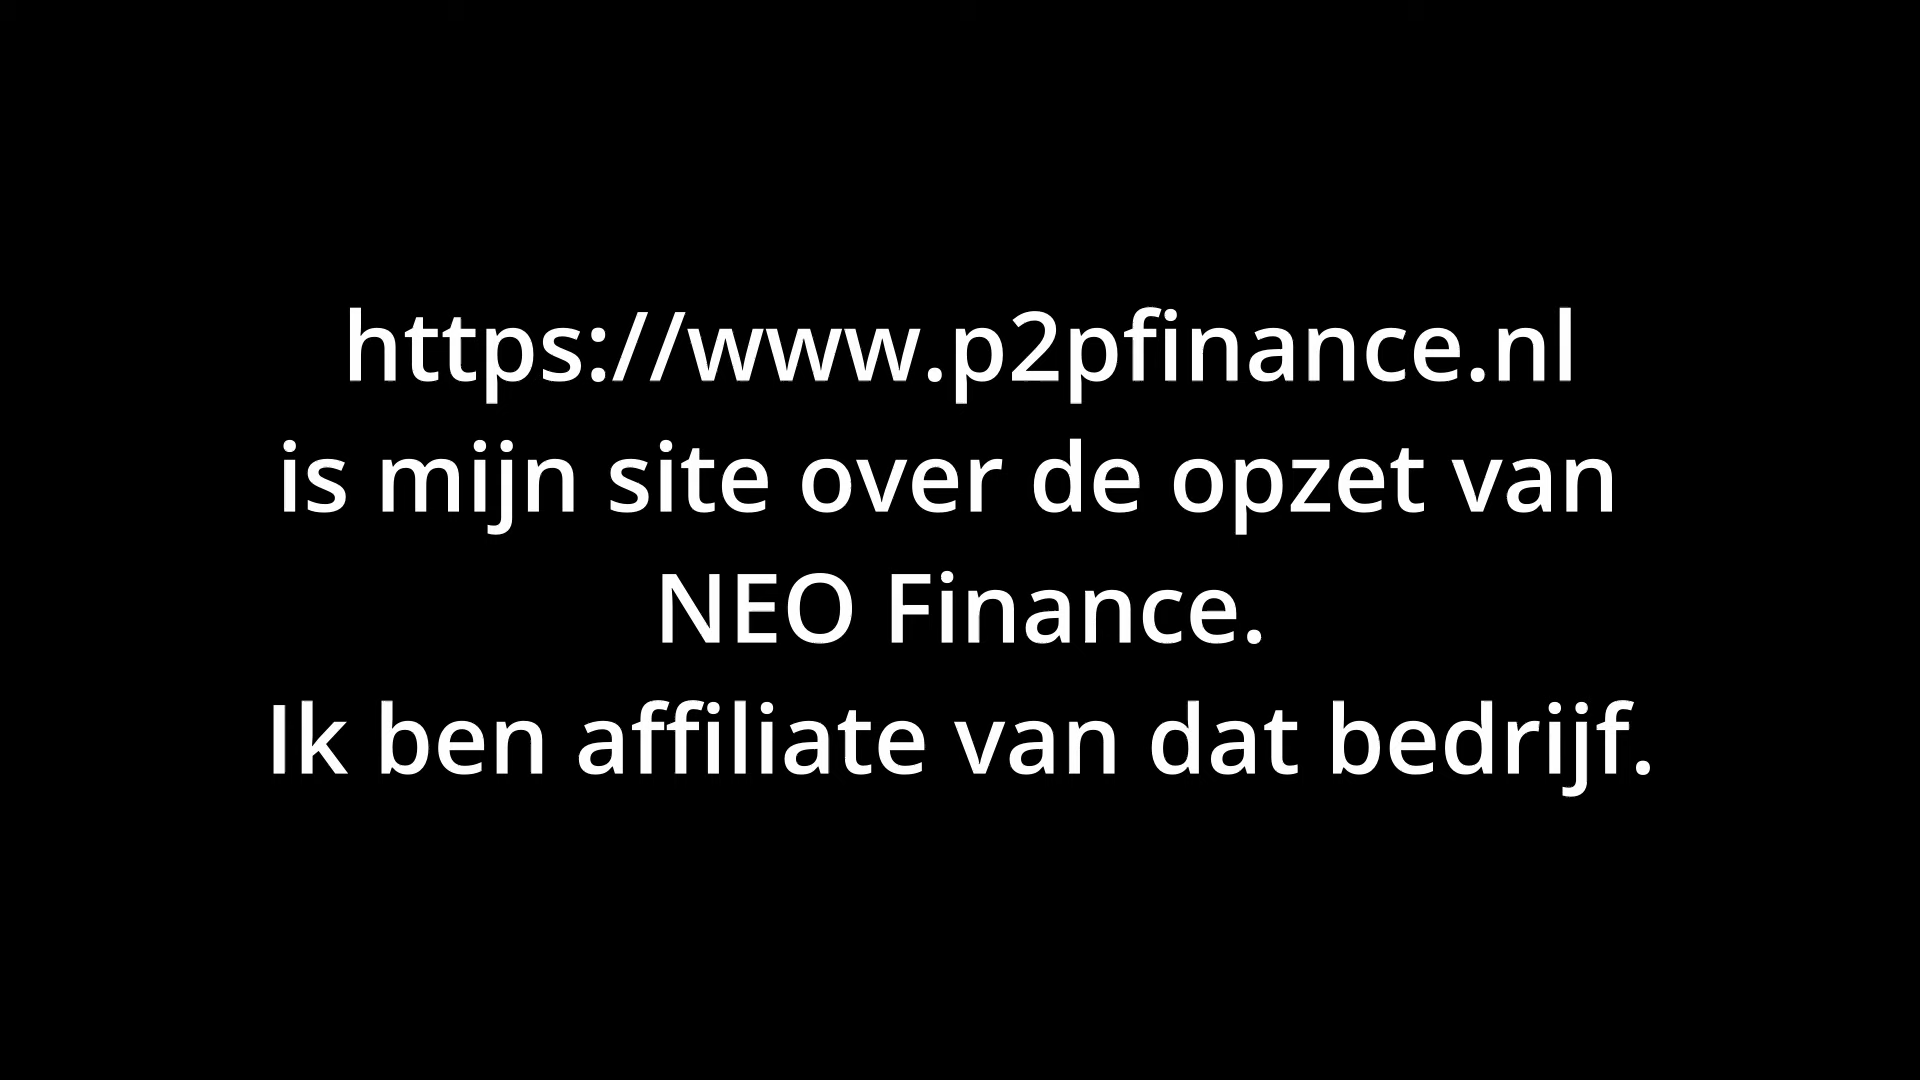 https://www.p2pfinance.nl
is mijn site over de opzet van
NEO Finance.
Ik ben affiliate van dat bedrijf.